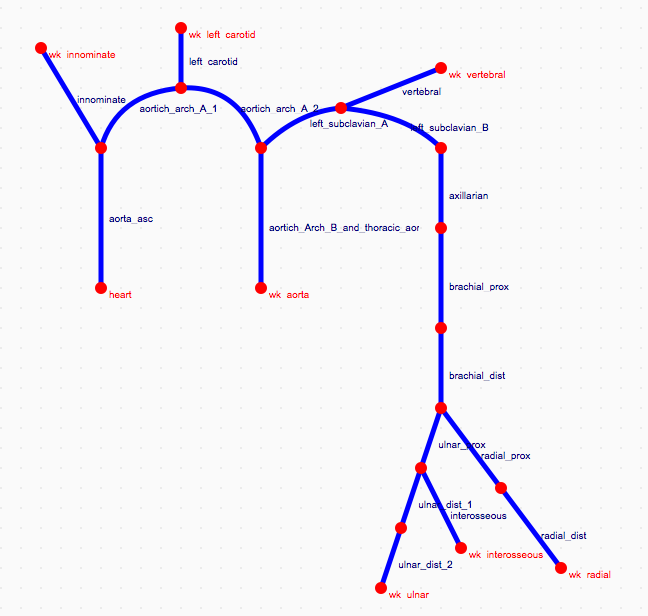 wk_left_carotid
wk_innominate
left_carotid
wk_vertebral
vertebral
innominate
aortich_arch_A_1
aortich_arch_A_2
left_subclavian_A
left_subclavian_B
axillarian
aorta_asc
aortich_Arch_B_and_thoracic_aor
heart
wk_aorta
brachial_prox
brachial_dist
ulnar_prox
radial_prox
ulnar_dist_1
interosseous
radial_dist
wk_interosseous
ulnar_dist_2
wk_radial
wk_ulnar